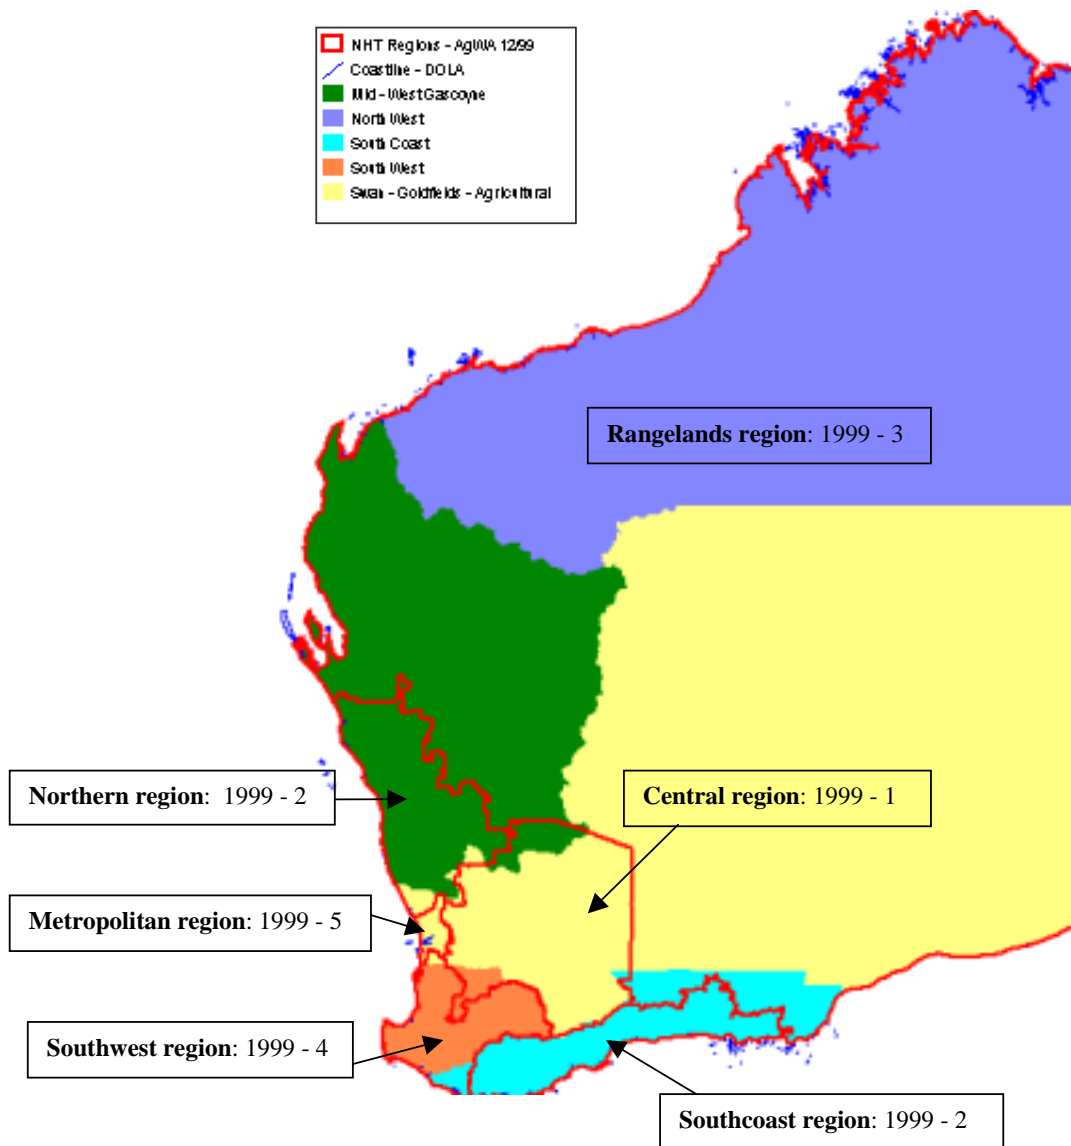 NHT Regions - AgWA 12/99
Coastline - DOLA
Mid - West Gascoyne
North West
South Coast
South West
Swan - Goldfields - Agricultural
Rangelands region: 1999 - 3
Northern region: 1999 - 2
Central region: 1999 - 1
Metropolitan region: 1999 - 5
Southwest region: 1999 - 4
Southcoast region: 1999 - 2